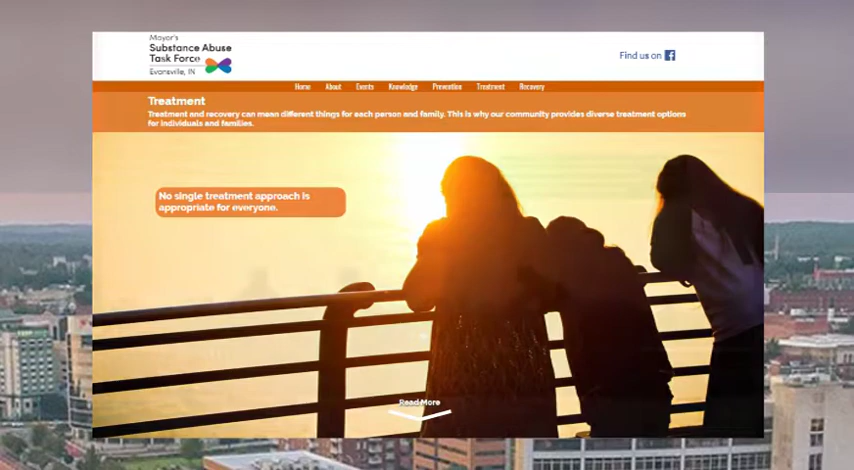 Mayor's
Substance Abuse
Task Force
Evansville, IN
Find us on
Home About Events Knowledge Prevention Treatment Recovery
Treatment
Treatment and recovery can mean different things for each person and family. This is why our community provides diverse treatment options
for individuals and families.
No single treatment approach is
appropriate for everyone.
Read More